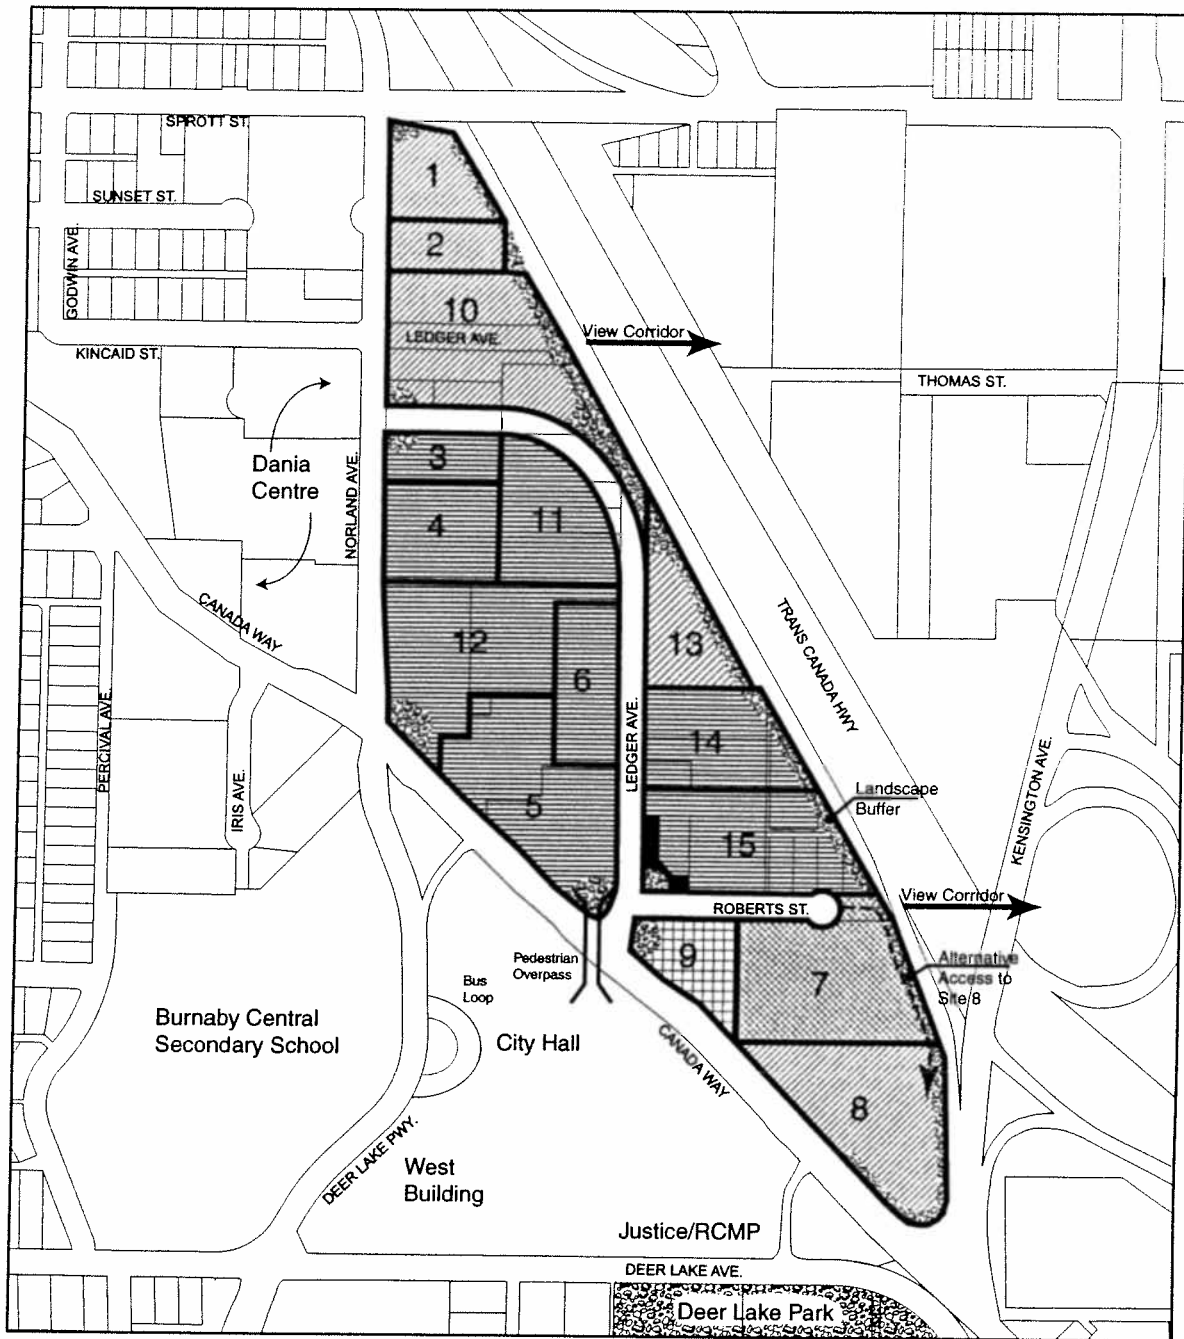 SPROTT ST.
1
SUNSET ST.
2
GODWIN AVE.
10
View Corridor
LEDGER AVE.
KINCAID ST.
THOMAS ST.
3
Dania
Centre
NORLAND AVE.
4
11
CANADA WAY
TRANS CANADA HWY
12
13
6
PERCIVAL AVE.
IRIS AVE.
LEDGER AVE.
14
KENSINGTON AVE.
Landscape
Buffer
5
15
View Corridor
ROBERTS ST.
Pedestrian
Overpass
9
7
Alternative
Access to
Site 8
Bus
Loop
Burnaby Central
Secondary School
City Hall
CANADA WAY
8
DEER LAKE PWY.
West
Building
Justice/RCMP
DEER LAKE AVE.
Deer Lake Park